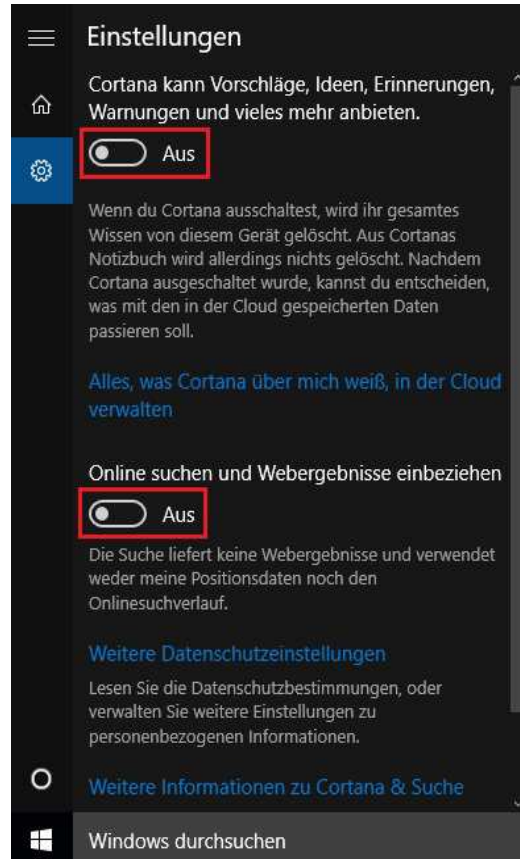 Einstellungen
Cortana kann Vorschläge, Ideen, Erinnerungen,
Warnungen und vieles mehr anbieten.
Aus
Wenn du Cortana ausschaltest, wird ihr gesamtes
Wissen von diesem Gerät gelöscht. Aus Cortanas
Notizbuch wird allerdings nichts gelöscht. Nachdem
Cortana ausgeschaltet wurde, kannst du entscheiden,
was mit den in der Cloud gespeicherten Daten
passieren soll.
Alles, was Cortana über mich weiß, in der Cloud
verwalten
Online suchen und Webergebnisse einbeziehen
Aus
Die Suche liefert keine Webergebnisse und verwendet
weder meine Positionsdaten noch den
Onlinesuchverlauf.
Weitere Datenschutzeinstellungen
Lesen Sie die Datenschutzbestimmungen, oder
verwalten Sie weitere Einstellungen zu
personenbezogenen Informationen.
Weitere Informationen zu Cortana & Suche
Windows durchsuchen